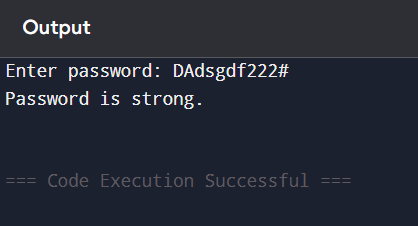 Output
Enter password: DAdsgdf222#
Password is strong.
=== Code Execution Successful ===